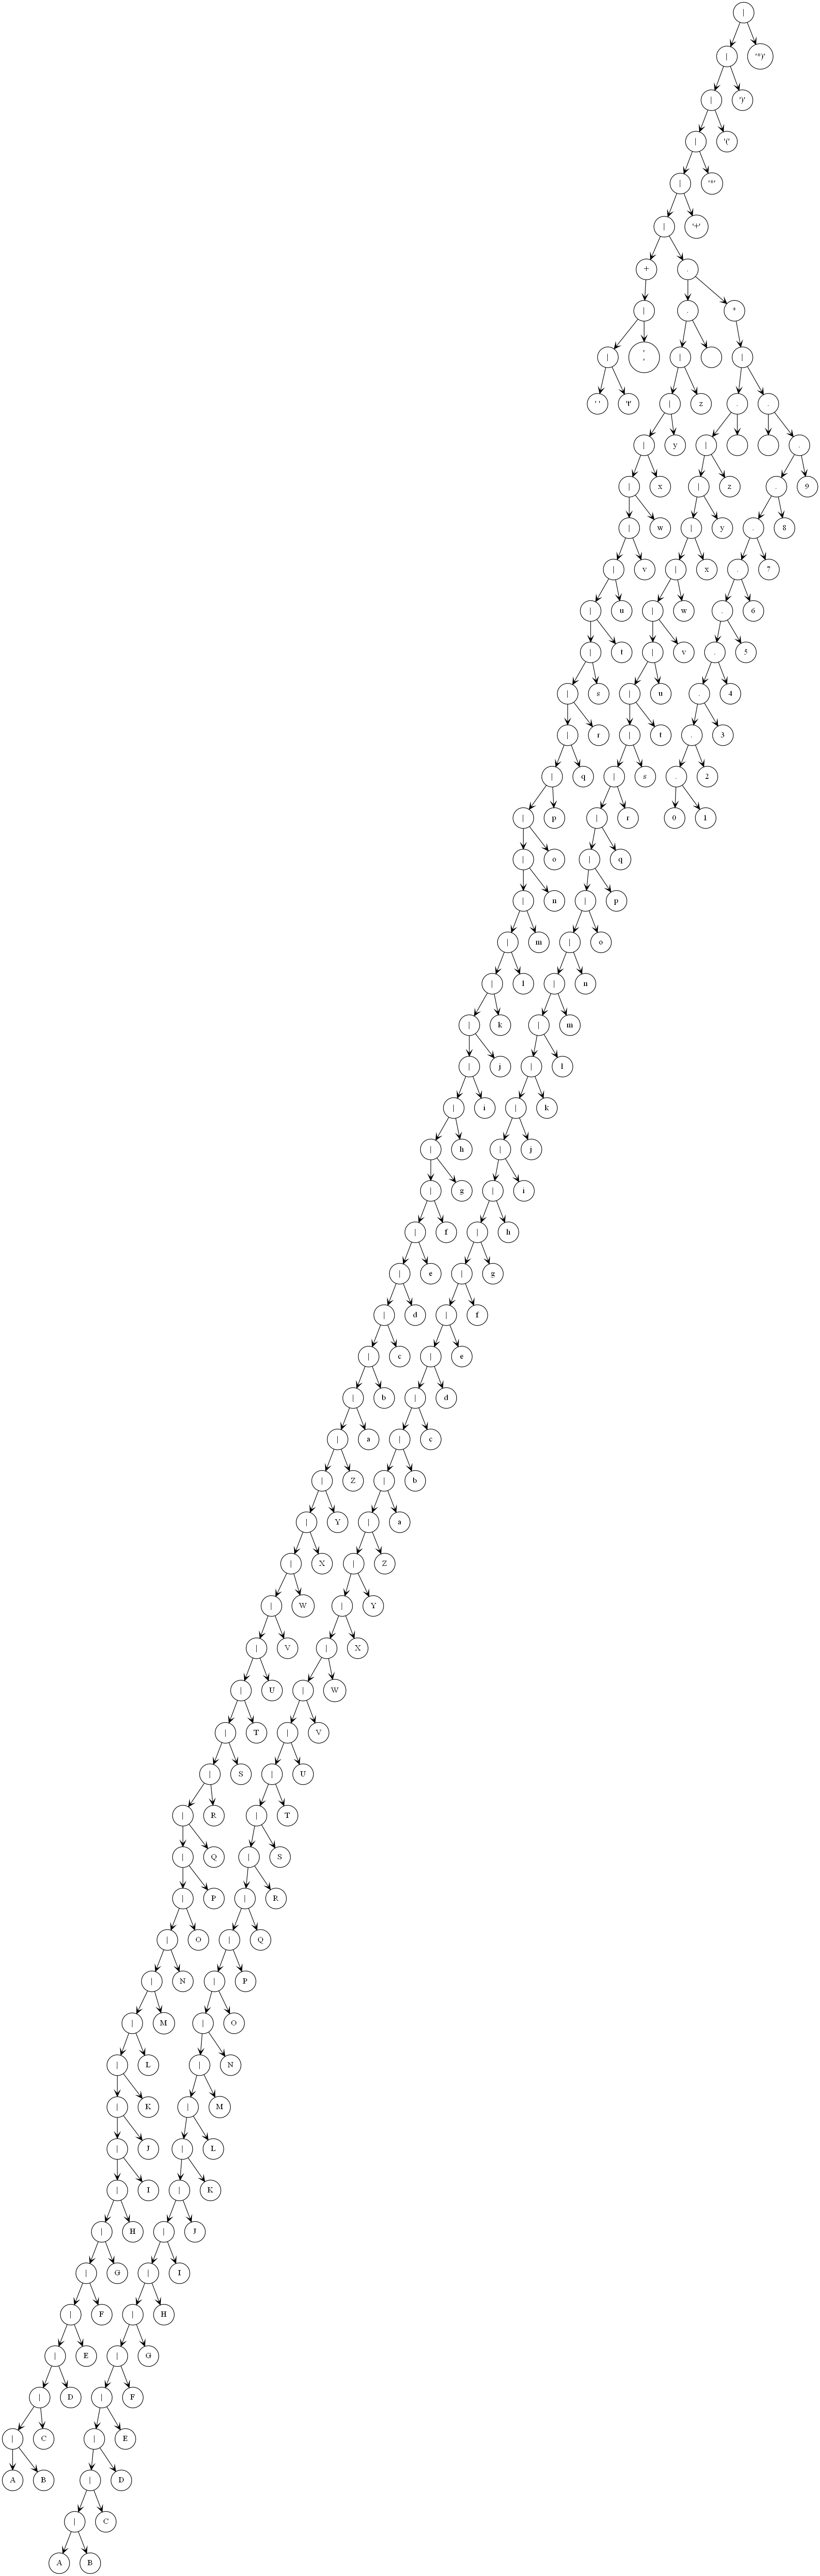 |
| '*)'
| ')'
| '('
| '*'
| '+'
+ .
| . *
| '
' | |
' ' 't' | z . .
| y | .
| x | z . 9
| w | y . 8
| v | x . 7
| u | w . 6
| t | v . 5
| s | u . 4
| r | t . 3
| q | s . 2
| p | r 0 1
| o | q
| n | p
| m | o
| l | n
| k | m
| j | l
| i | k
| h | j
| g | i
| f | h
| e | g
| d | f
| c | e
| b | d
| a | c
| Z | b
| Y | a
| X | Z
| W | Y
| V | X
| U | W
| T | V
| S | U
| R | T
| Q | S
| P | R
| O | Q
| N | P
| M | O
| L | N
| K | M
| J | L
| I | K
| H | J
| G | I
| F | H
| E | G
| D | F
| C | E
A B | D
| C
A B